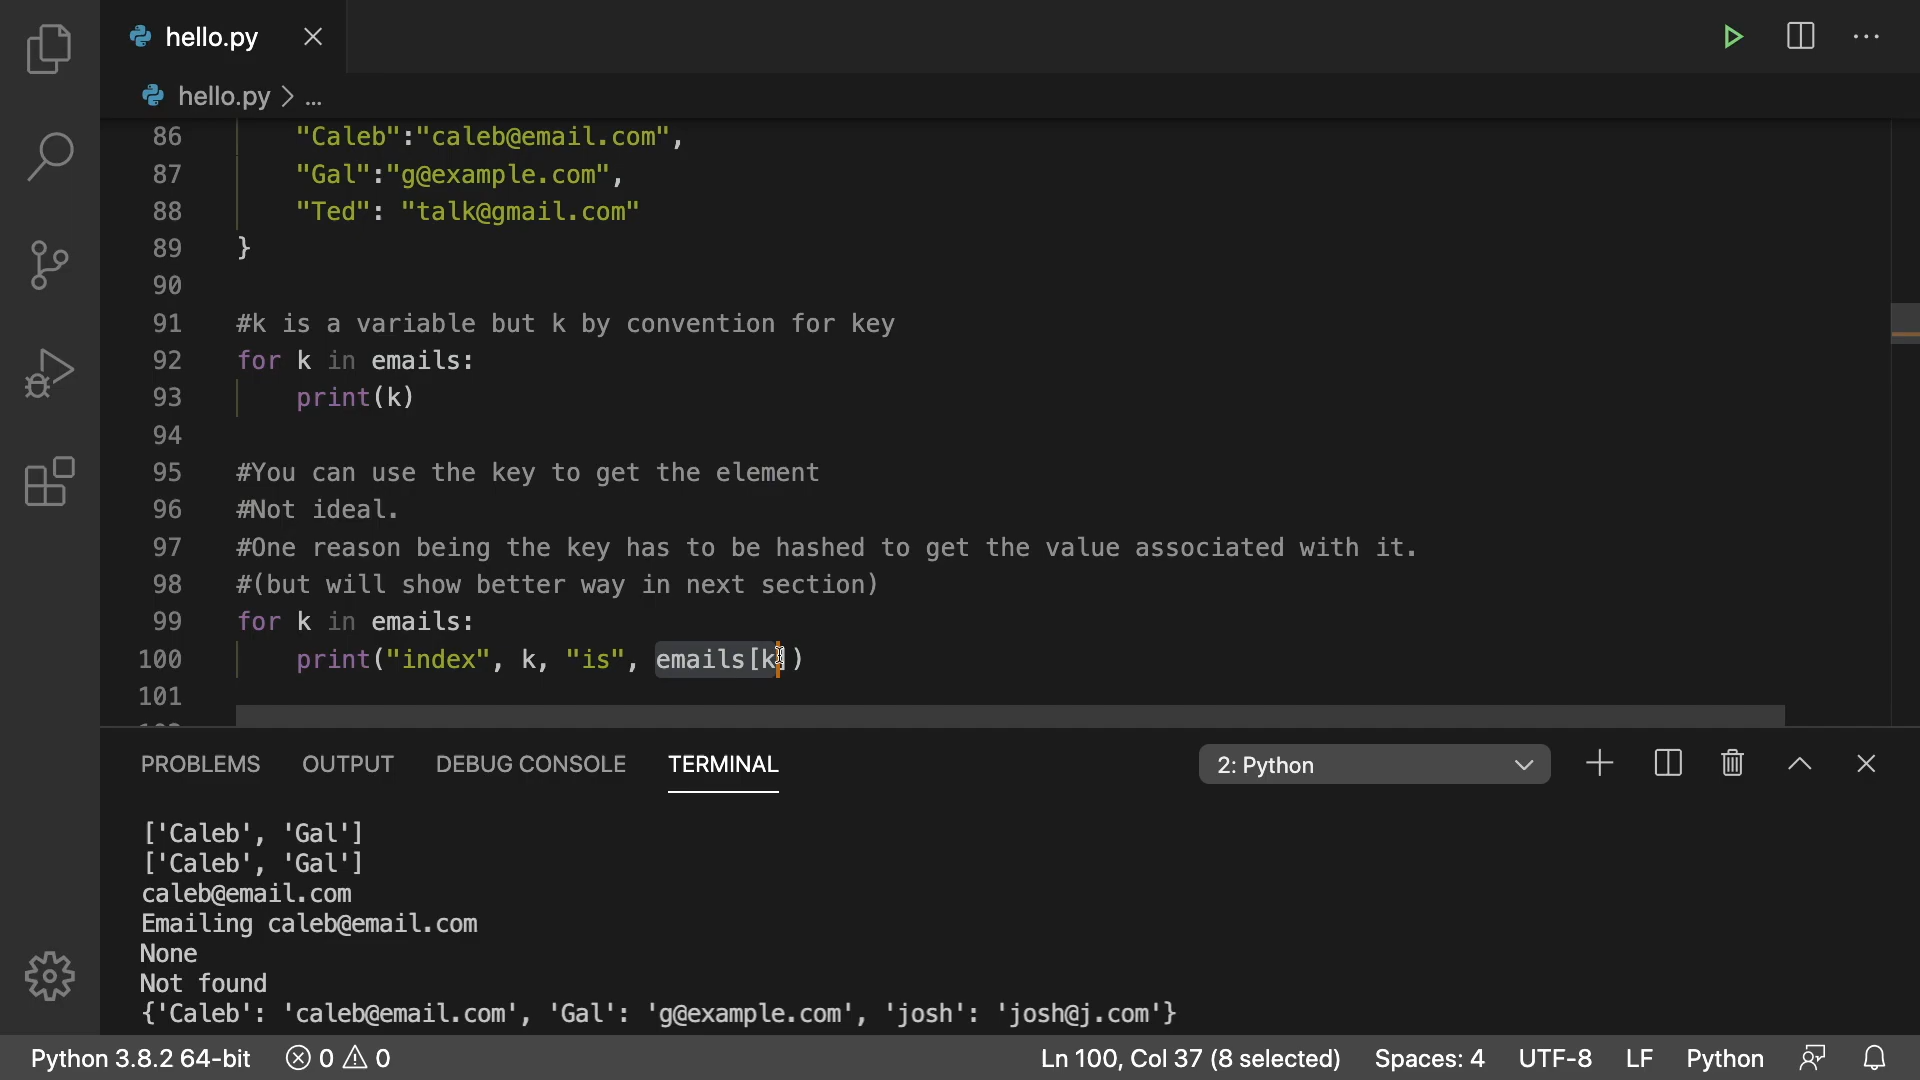 hello.py
hello.py > ...
86 "Caleb":"caleb@email.com",
87 "Gal":"g@example.com",
88 "Ted": "talk@gmail.com"
89 }
90
91 #k is a variable but k by convention for key
92 for k in emails:
93 print(k)
94
95 #You can use the key to get the element
96 #Not ideal.
97 #One reason being the key has to be hashed to get the value associated with it.
98 #(but will show better way in next section)
99 for k in emails:
100 print("index", k, "is", emails[k])
101
PROBLEMS OUTPUT DEBUG CONSOLE TERMINAL 2: Python
['Caleb', 'Gal']
['Caleb', 'Gal']
caleb@email.com
Emailing caleb@email.com
None
Not found
{'Caleb': 'caleb@email.com', 'Gal': 'g@example.com', 'josh': 'josh@j.com'}
Python 3.8.2 64-bit 0 0 Ln 100, Col 37 (8 selected) Spaces: 4 UTF-8 LF Python